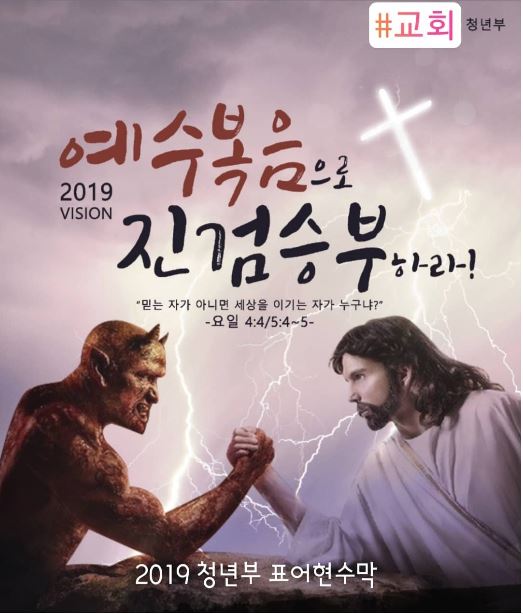 #교회 청년부
예수복음으로
2019
VISION
진검승부하라!
“믿는 자가 아니면 세상을 이기는 자가 누구냐?”
-요일 4:4/5:4~5-
2019 청년부 표어현수막